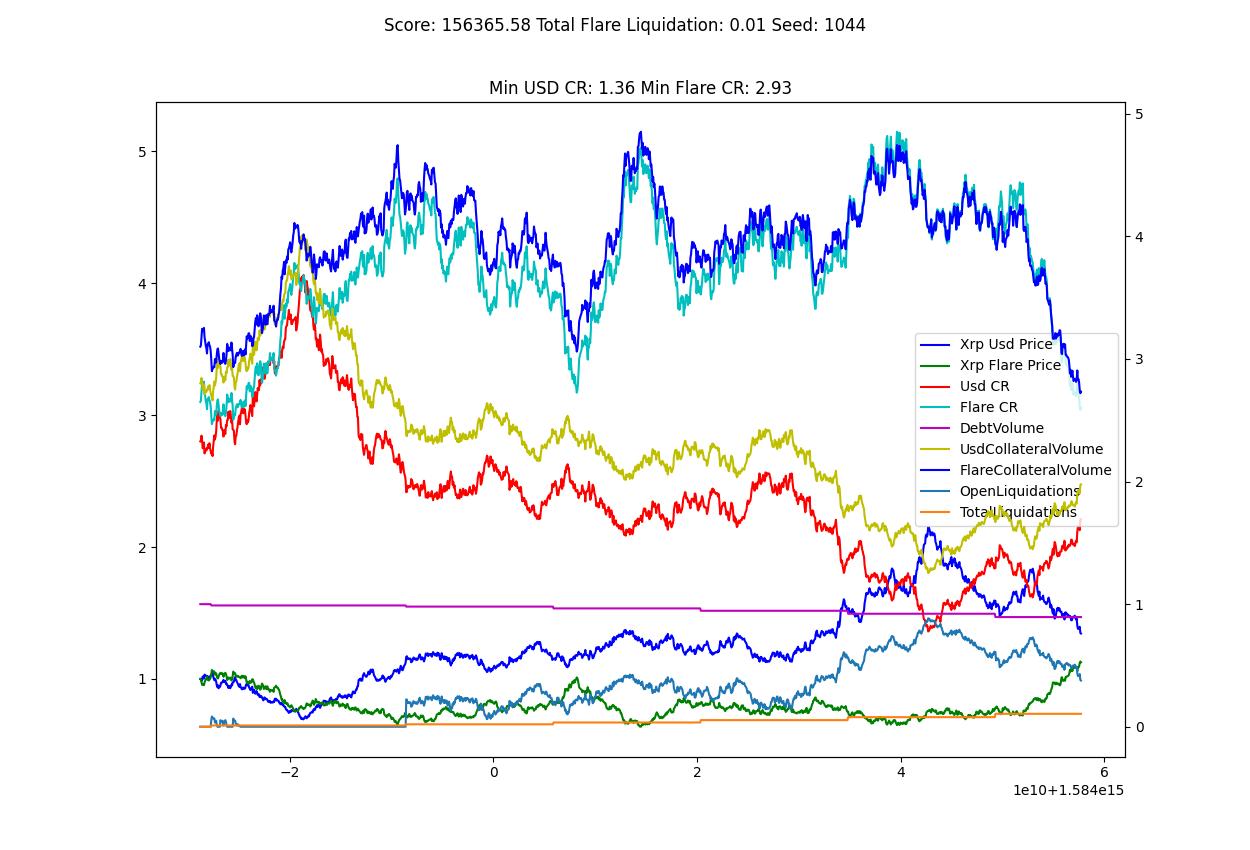 Score: 156365.58 Total Flare Liquidation: 0.01 Seed: 1044
Min USD CR: 1.36 Min Flare CR: 2.93
5
4
3
2
1
5
4
3
2
1
0
Xrp Usd Price
Xrp Flare Price
Usd CR
Flare CR
DebtVolume
UsdCollateralVolume
FlareCollateralVolume
OpenLiquidations
TotalLiquidations
−2 0 2 4 6
1e10+1.584e15